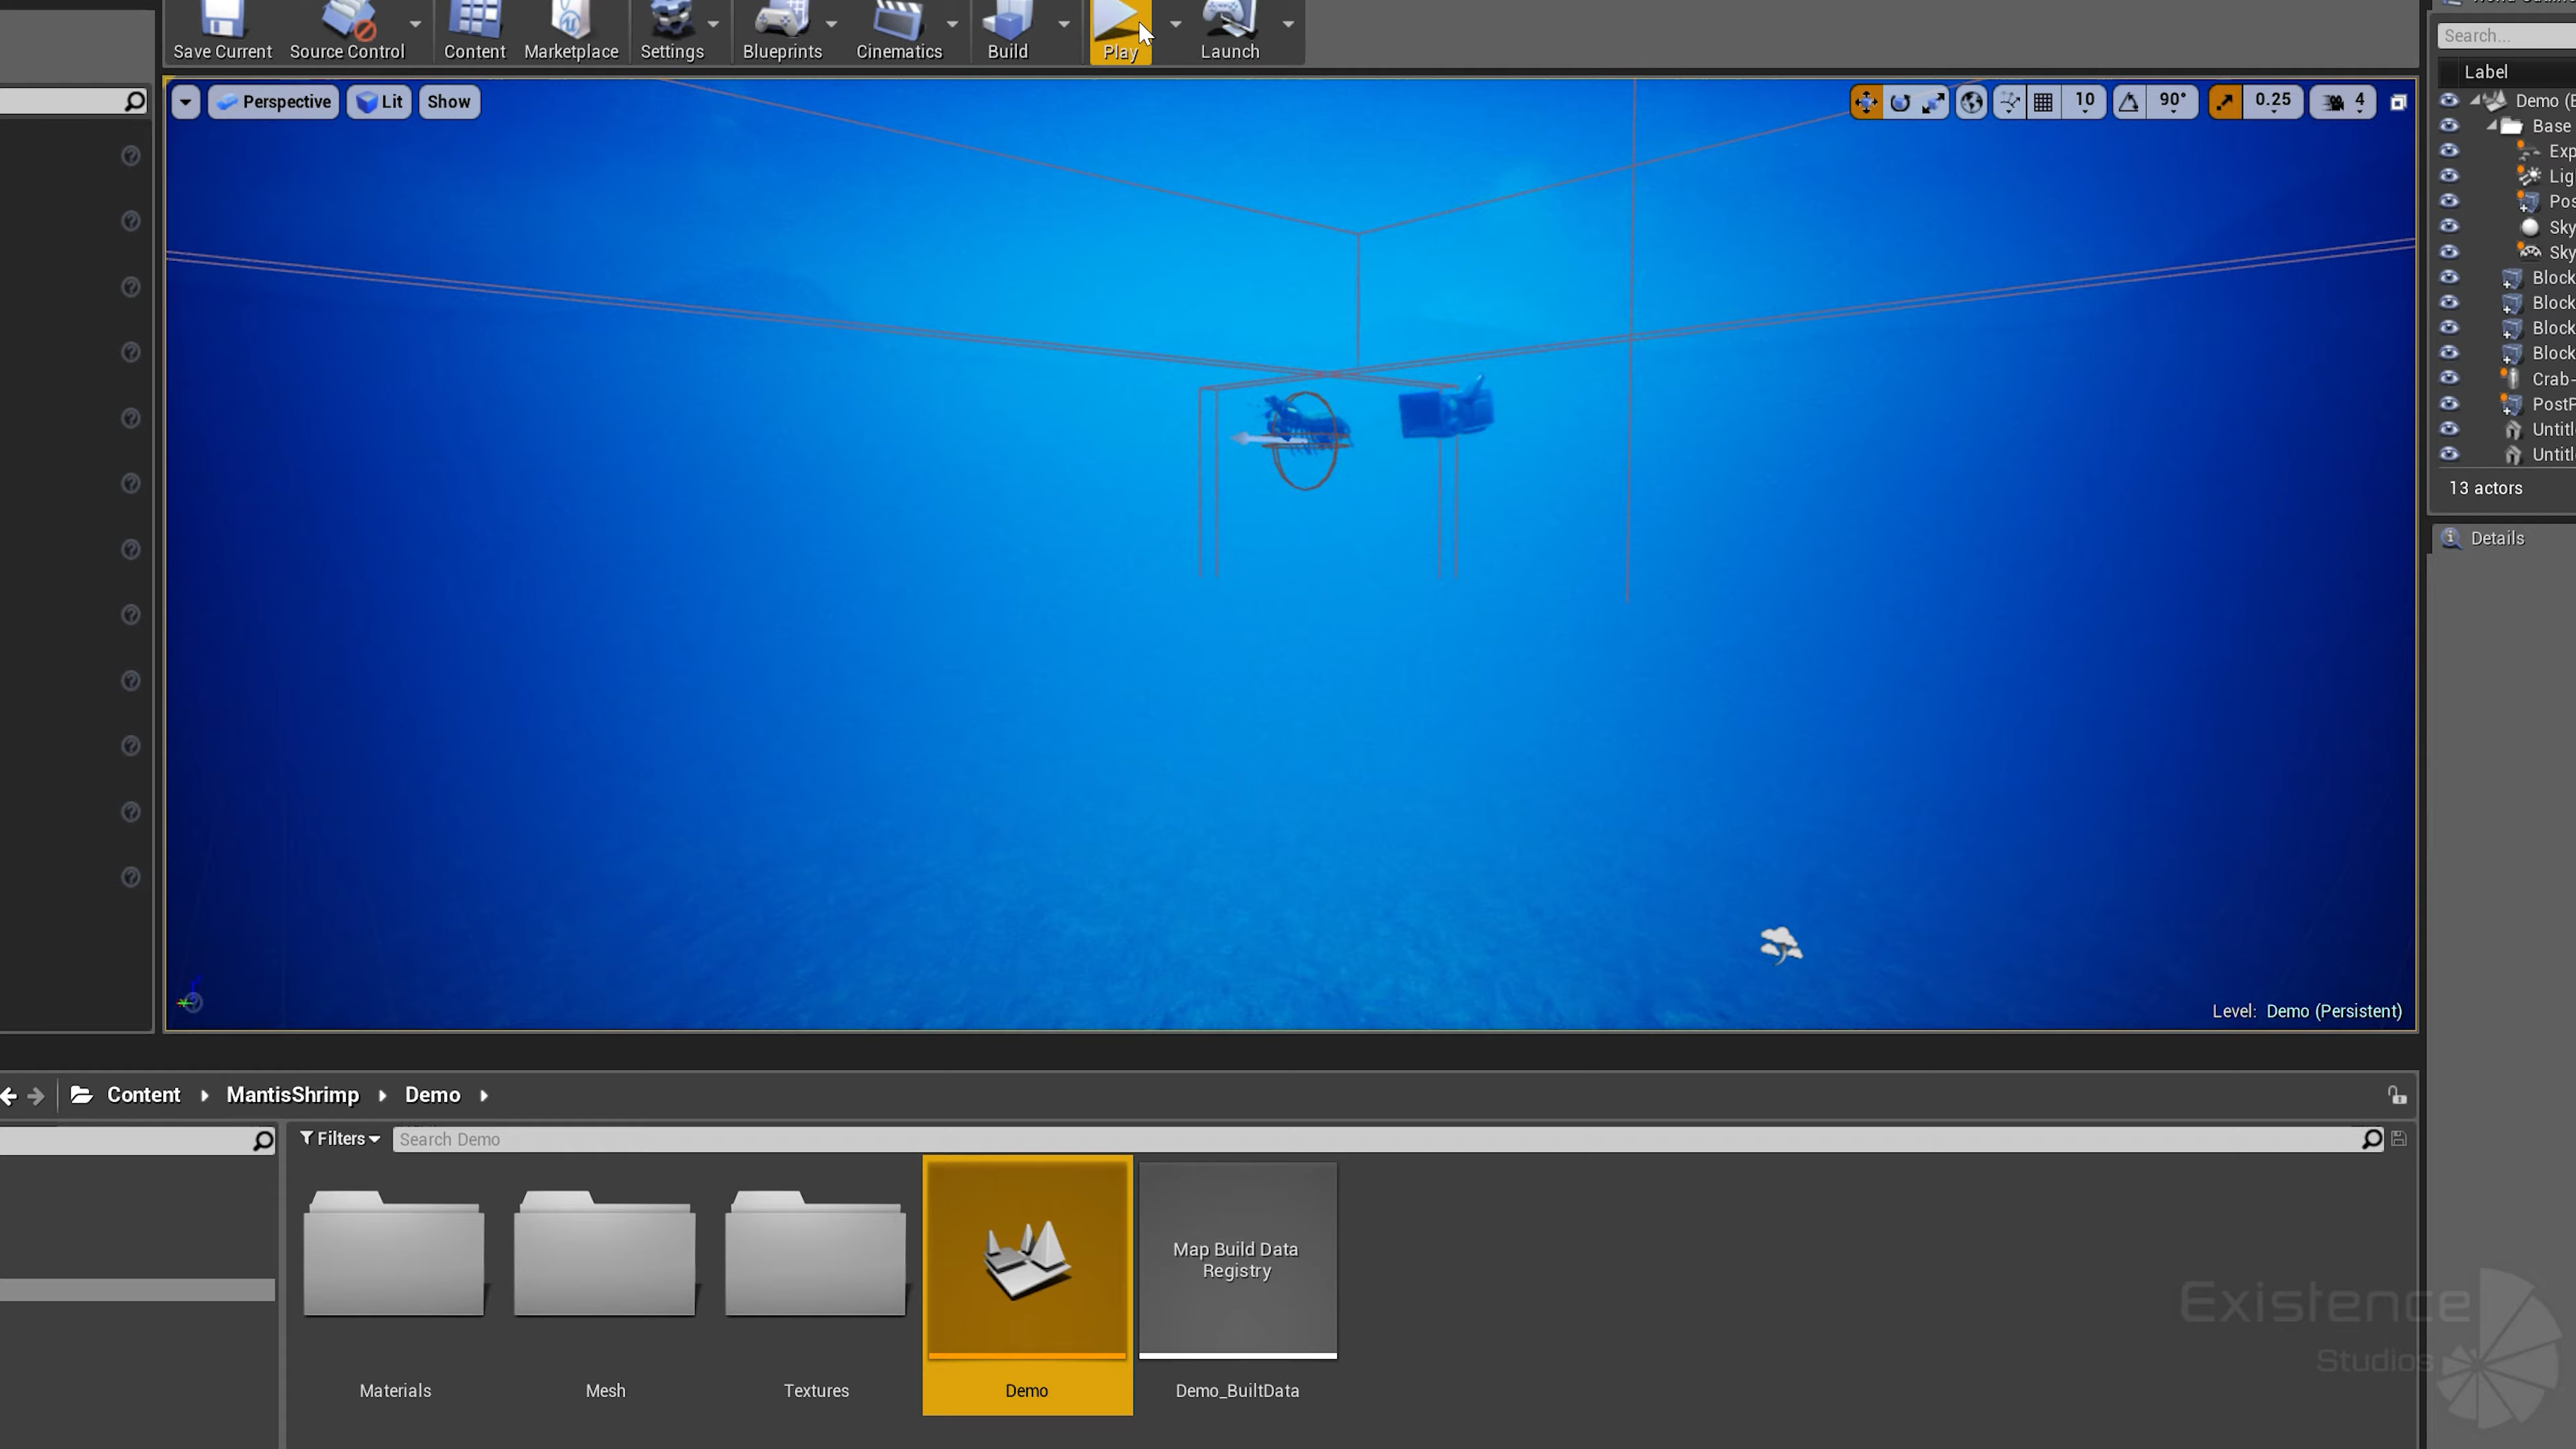 Save Current Source Control Content Marketplace Settings Blueprints Cinematics Build Play Launch
Search...
Label
Perspective Lit Show
10 90° 0.25 4
Demo (E
Base
Exp
Lig
Pos
Sky
Sky
Block
Block
Block
Block
Crab-
PostP
Untitl
Untitl
13 actors
Details
Level: Demo (Persistent)
Content MantisShrimp Demo
Filters Search Demo
Map Build Data
Registry
Materials Mesh Textures Demo Demo_BuiltData
Existence
Studios